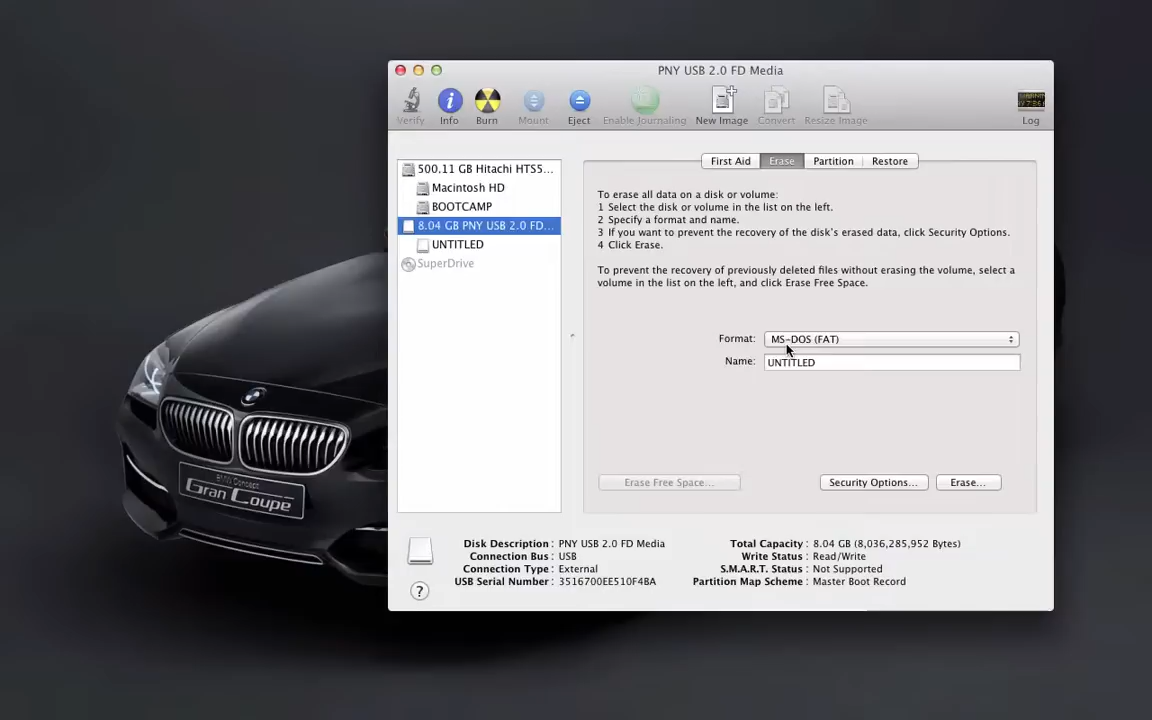 PNY USB 2.0 FD Media
Verify Info Burn Mount Eject Enable Journaling New Image Convert Resize Image Log
500.11 GB Hitachi HTS5...
Macintosh HD
BOOTCAMP
8.04 GB PNY USB 2.0 FD...
UNTITLED
SuperDrive
First Aid Erase Partition Restore
To erase all data on a disk or volume:
1 Select the disk or volume in the list on the left.
2 Specify a format and name.
3 If you want to prevent the recovery of the disk's erased data, click Security Options.
4 Click Erase.
To prevent the recovery of previously deleted files without erasing the volume, select a
volume in the list on the left, and click Erase Free Space.
Format: MS-DOS (FAT)
Name: UNTITLED
Erase Free Space... Security Options... Erase...
Disk Description : PNY USB 2.0 FD Media
Connection Bus : USB
Connection Type : External
USB Serial Number : 3516700EE510F4BA
Total Capacity : 8.04 GB (8,036,285,952 Bytes)
Write Status : Read/Write
S.M.A.R.T. Status : Not Supported
Partition Map Scheme : Master Boot Record
?
BMW Concept
Gran Coupe